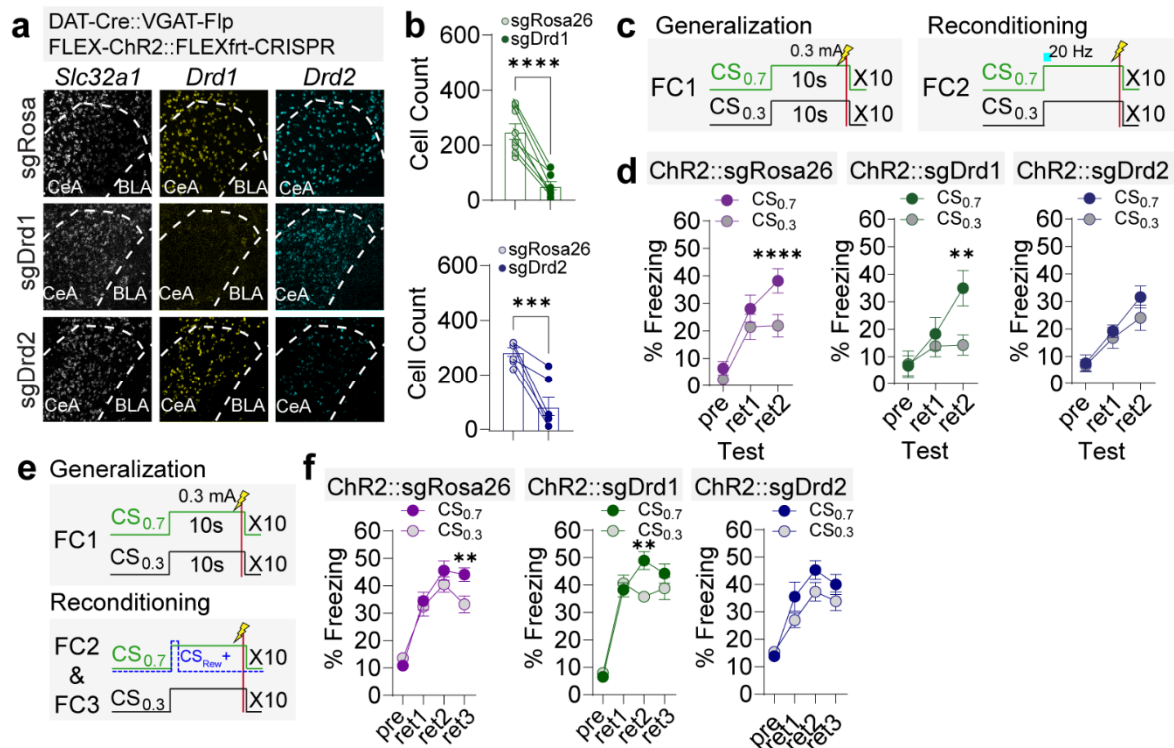 a
DAT-Cre::VGAT-Flp
FLEX-ChR2::FLEXfrt-CRISPR
Slc32a1 Drd1 Drd2
sgRosa
CeA BLA CeA BLA CeA BLA
sgDrd1
CeA BLA CeA BLA CeA BLA
sgDrd2
CeA BLA CeA BLA CeA BLA
b
sgRosa26
sgDrd1
****
600
400
200
0
Cell Count
sgRosa26
sgDrd2
***
600
400
200
0
Cell Count
c
Generalization
0.3 mA
FC1
CS0.7 10s X10
CS0.3 10s X10
Reconditioning
20 Hz
FC2
CS0.7 X10
CS0.3 X10
d
ChR2::sgRosa26
CS0.7
CS0.3
****
60
50
40
30
20
10
0
% Freezing
pre ret1 ret2
Test
ChR2::sgDrd1
CS0.7
CS0.3
**
60
50
40
30
20
10
0
% Freezing
pre ret1 ret2
Test
ChR2::sgDrd2
CS0.7
CS0.3
60
50
40
30
20
10
0
% Freezing
pre ret1 ret2
Test
e
Generalization
0.3 mA
FC1
CS0.7 10s X10
CS0.3 10s X10
Reconditioning
FC2
&
FC3
CS0.7 CSRew+ X10
CS0.3 X10
f
ChR2::sgRosa26
CS0.7
CS0.3
**
60
50
40
30
20
10
0
% Freezing
pre ret1 ret2 ret3
ChR2::sgDrd1
CS0.7
CS0.3
**
60
50
40
30
20
10
0
% Freezing
pre ret1 ret2 ret3
ChR2::sgDrd2
CS0.7
CS0.3
60
50
40
30
20
10
0
% Freezing
pre ret1 ret2 ret3